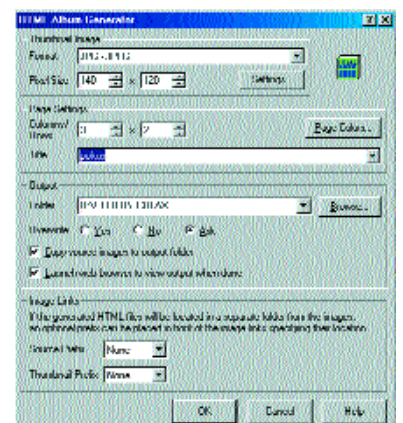 HTML Album Generator
Thumbnail Image
Format JPG - JPEG
Pixel Size 140 x 120 Settings
Page Settings
Columns/
Rows 3 x 2 Page Colors...
Title
Output
Folder Browse...
Overwrite Yes No Ask
Copy source images to output folder
Launch web browser to view output when done
Image Links
If the generated HTML files will be located in a separate folder from the images,
an optional prefix can be placed in front of the image links specifying their location.
Source Prefix None
Thumbnail Prefix None
OK Cancel Help